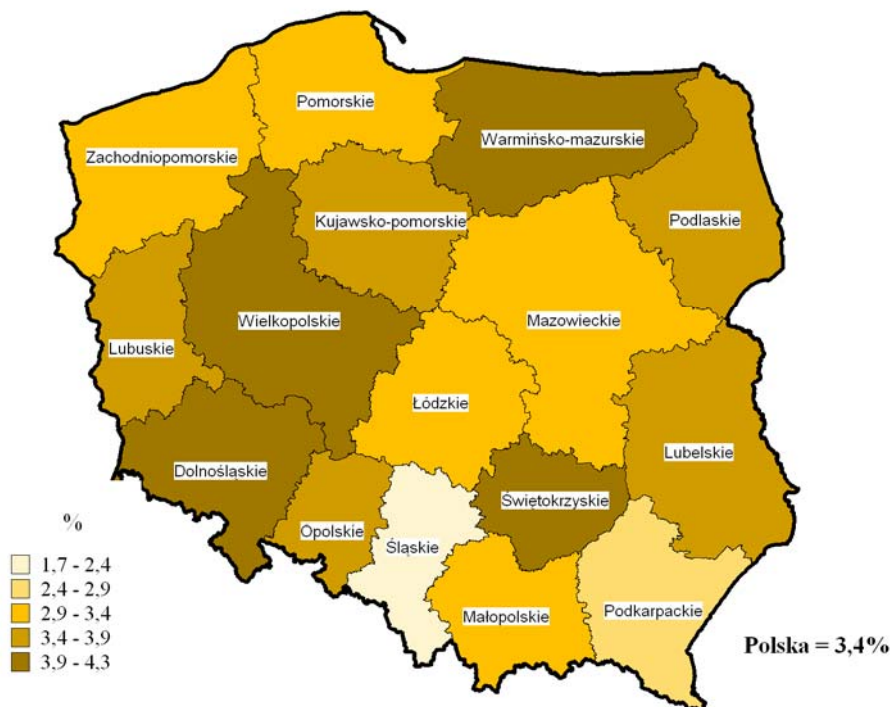 Pomorskie
Warmińsko-mazurskie
Zachodniopomorskie
Kujawsko-pomorskie
Podlaskie
Wielkopolskie
Mazowieckie
Lubuskie
Łódzkie
Lubelskie
Dolnośląskie
Świętokrzyskie
Opolskie
Śląskie
Podkarpackie
Małopolskie
%
1,7 - 2,4
2,4 - 2,9
2,9 - 3,4
3,4 - 3,9
3,9 - 4,3
Polska = 3,4%